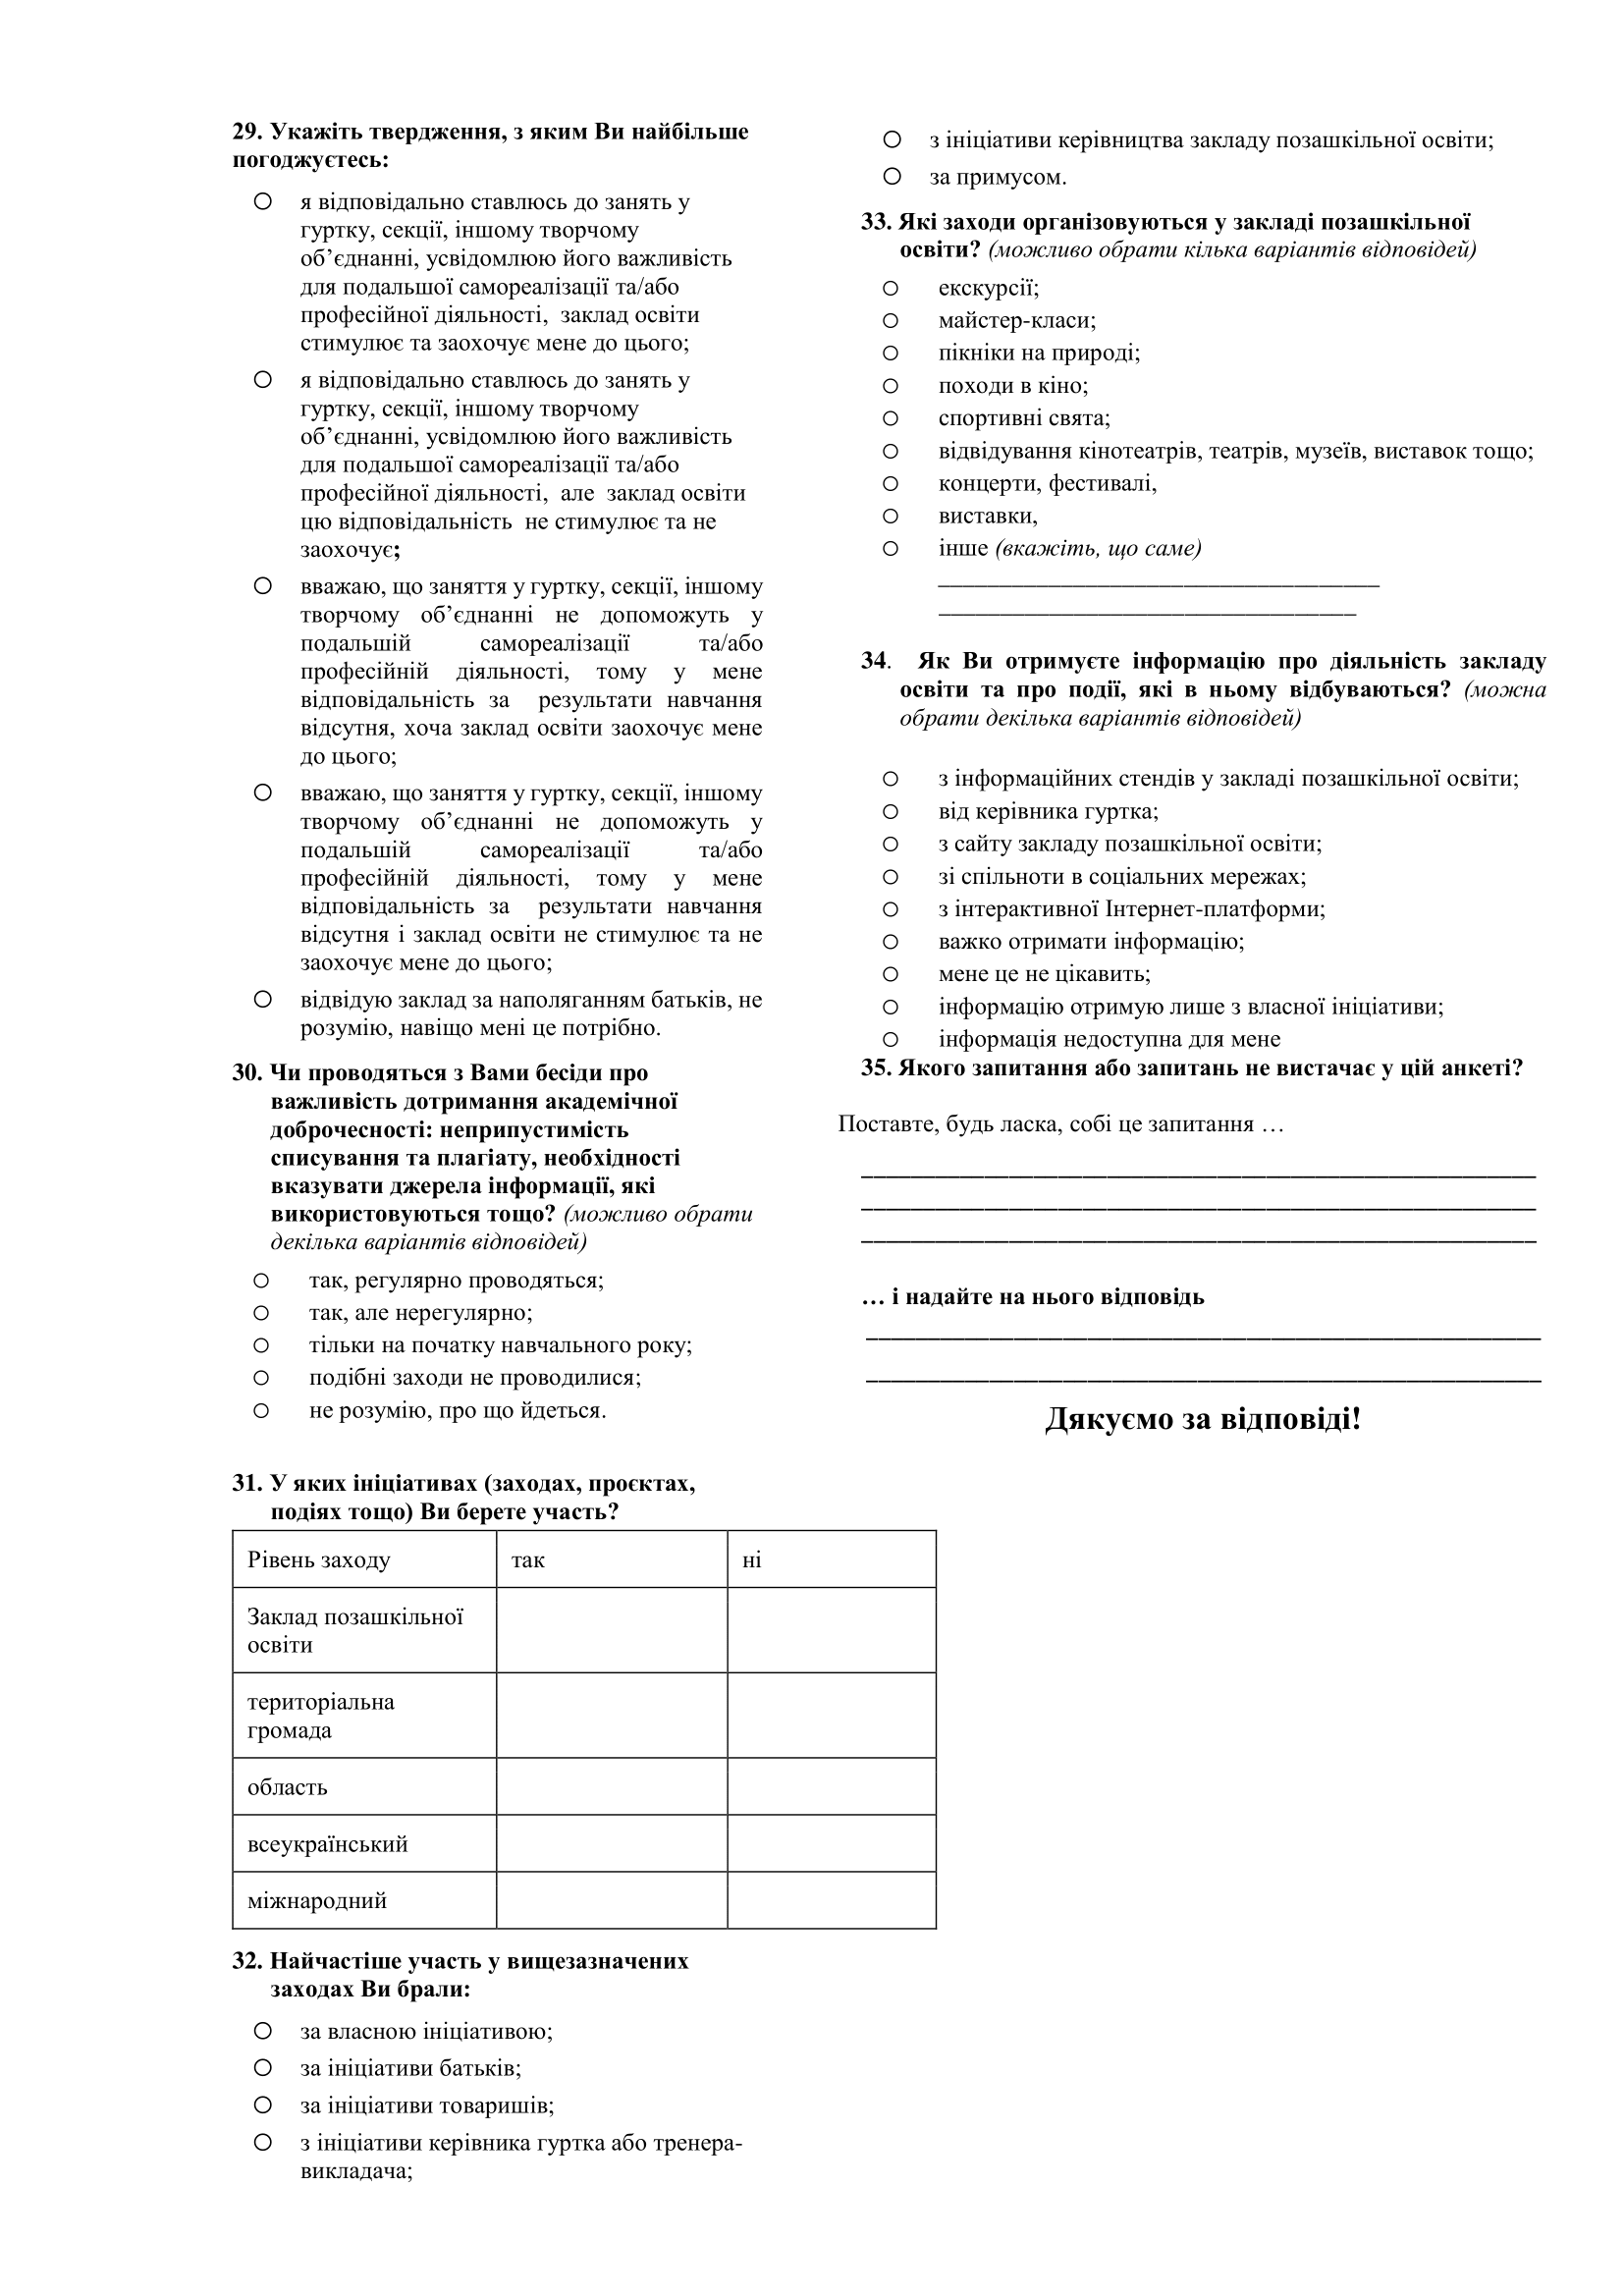 29. Укажіть твердження, з яким Ви найбільше
погоджуєтесь:
я відповідально ставлюсь до занять у
гуртку, секції, іншому творчому
об’єднанні, усвідомлюю його важливість
для подальшої самореалізації та/або
професійної діяльності, заклад освіти
стимулює та заохочує мене до цього;
я відповідально ставлюсь до занять у
гуртку, секції, іншому творчому
об’єднанні, усвідомлюю його важливість
для подальшої самореалізації та/або
професійної діяльності, але заклад освіти
цю відповідальність не стимулює та не
заохочує;
вважаю, що заняття у гуртку, секції, іншому
творчому об’єднанні не допоможуть у
подальшій самореалізації та/або
професійній діяльності, тому у мене
відповідальність за результати навчання
відсутня, хоча заклад освіти заохочує мене
до цього;
вважаю, що заняття у гуртку, секції, іншому
творчому об’єднанні не допоможуть у
подальшій самореалізації та/або
професійній діяльності, тому у мене
відповідальність за результати навчання
відсутня і заклад освіти не стимулює та не
заохочує мене до цього;
відвідую заклад за наполяганням батьків, не
розумію, навіщо мені це потрібно.
30. Чи проводяться з Вами бесіди про
важливість дотримання академічної
доброчесності: неприпустимість
списування та плагіату, необхідності
вказувати джерела інформації, які
використовуються тощо? (можливо обрати
декілька варіантів відповідей)
так, регулярно проводяться;
так, але нерегулярно;
тільки на початку навчального року;
подібні заходи не проводилися;
не розумію, про що йдеться.
31. У яких ініціативах (заходах, проєктах,
подіях тощо) Ви берете участь?
Рівень заходу так ні
Заклад позашкільної
освіти
територіальна
громада
область
всеукраїнський
міжнародний
32. Найчастіше участь у вищезазначених
заходах Ви брали:
за власною ініціативою;
за ініціативи батьків;
за ініціативи товаришів;
з ініціативи керівника гуртка або тренера-
викладача;
з ініціативи керівництва закладу позашкільної освіти;
за примусом.
33. Які заходи організовуються у закладі позашкільної
освіти? (можливо обрати кілька варіантів відповідей)
екскурсії;
майстер-класи;
пікніки на природі;
походи в кіно;
спортивні свята;
відвідування кінотеатрів, театрів, музеїв, виставок тощо;
концерти, фестивалі,
виставки,
інше (вкажіть, що саме)
34. Як Ви отримуєте інформацію про діяльність закладу
освіти та про події, які в ньому відбуваються? (можна
обрати декілька варіантів відповідей)
з інформаційних стендів у закладі позашкільної освіти;
від керівника гуртка;
з сайту закладу позашкільної освіти;
зі спільноти в соціальних мережах;
з інтерактивної Інтернет-платформи;
важко отримати інформацію;
мене це не цікавить;
інформацію отримую лише з власної ініціативи;
інформація недоступна для мене
35. Якого запитання або запитань не вистачає у цій анкеті?
Поставте, будь ласка, собі це запитання …
… і надайте на нього відповідь
Дякуємо за відповіді!